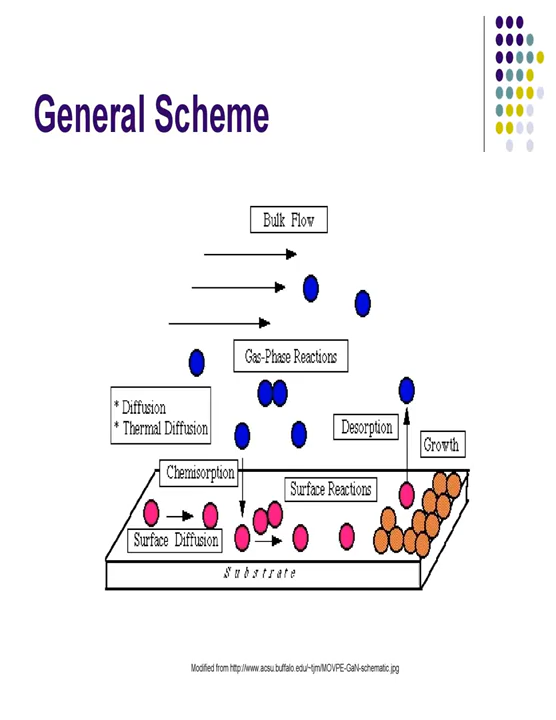 General Scheme
Bulk Flow
Gas-Phase Reactions
* Diffusion
* Thermal Diffusion
Desorption
Growth
Chemisorption
Surface Reactions
Surface Diffusion
Substrate
Modified from http://www.acsu.buffalo.edu/~tjm/MOVPE-GaN-schematic.jpg